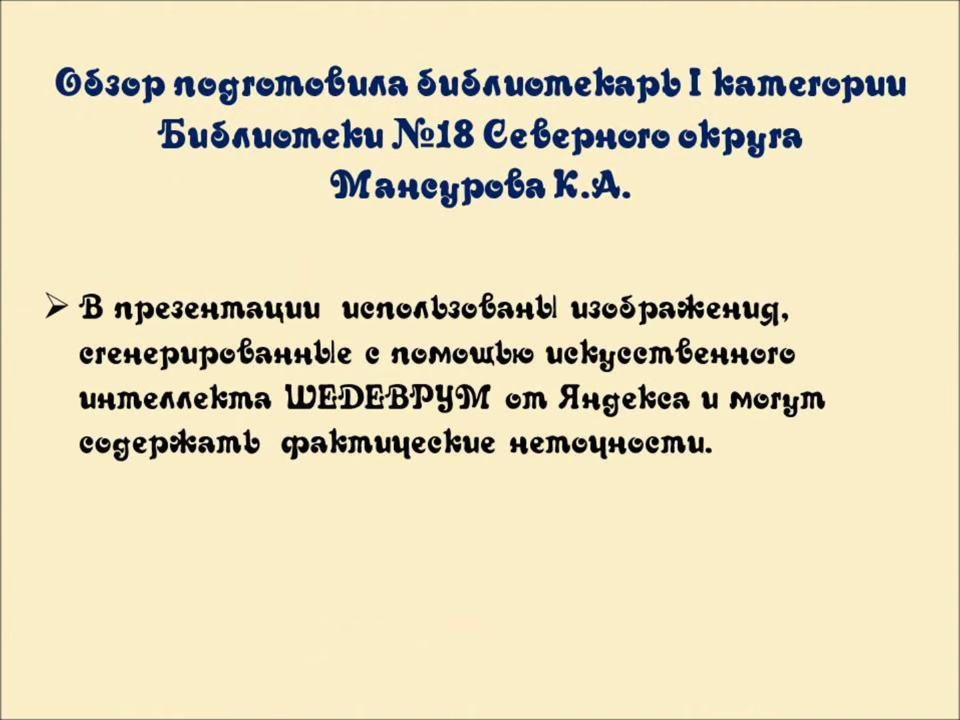 Обзор подготовила библиотекарь I категории
Библиотеки №18 Северного округа
Мансурова К.А.
В презентации использованы изображения,
сгенерированные с помощью искусственного
интеллекта ШЕДЕВРУМ от Яндекса и могут
содержать фактические неточности.